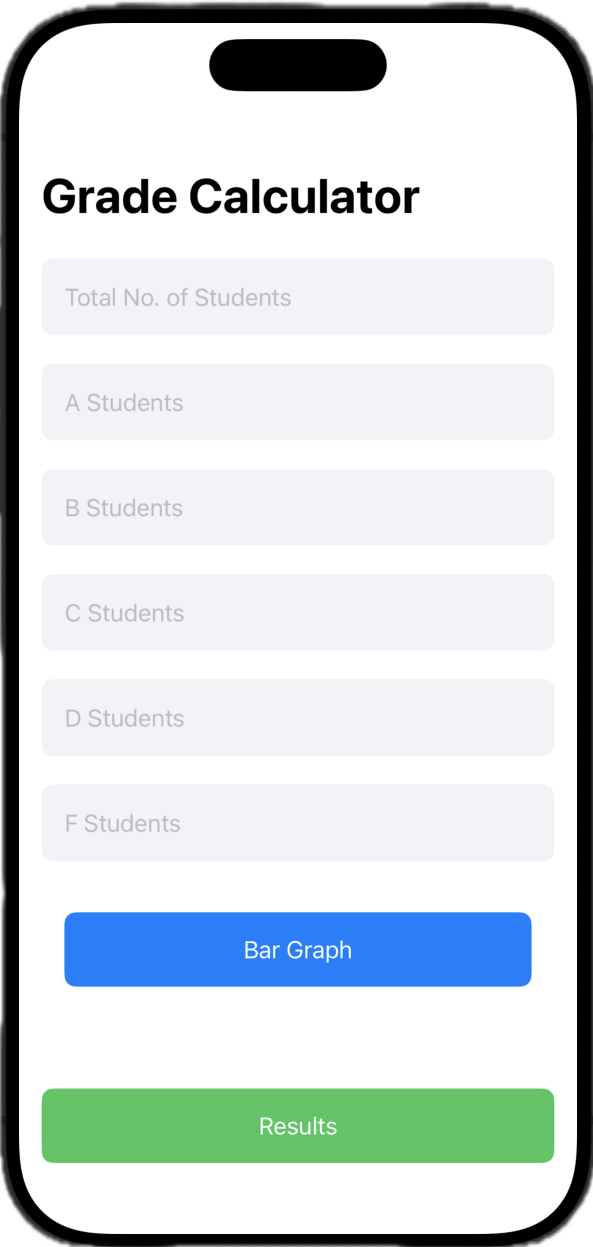 Grade Calculator
Total No. of Students
A Students
B Students
C Students
D Students
F Students
Bar Graph
Results